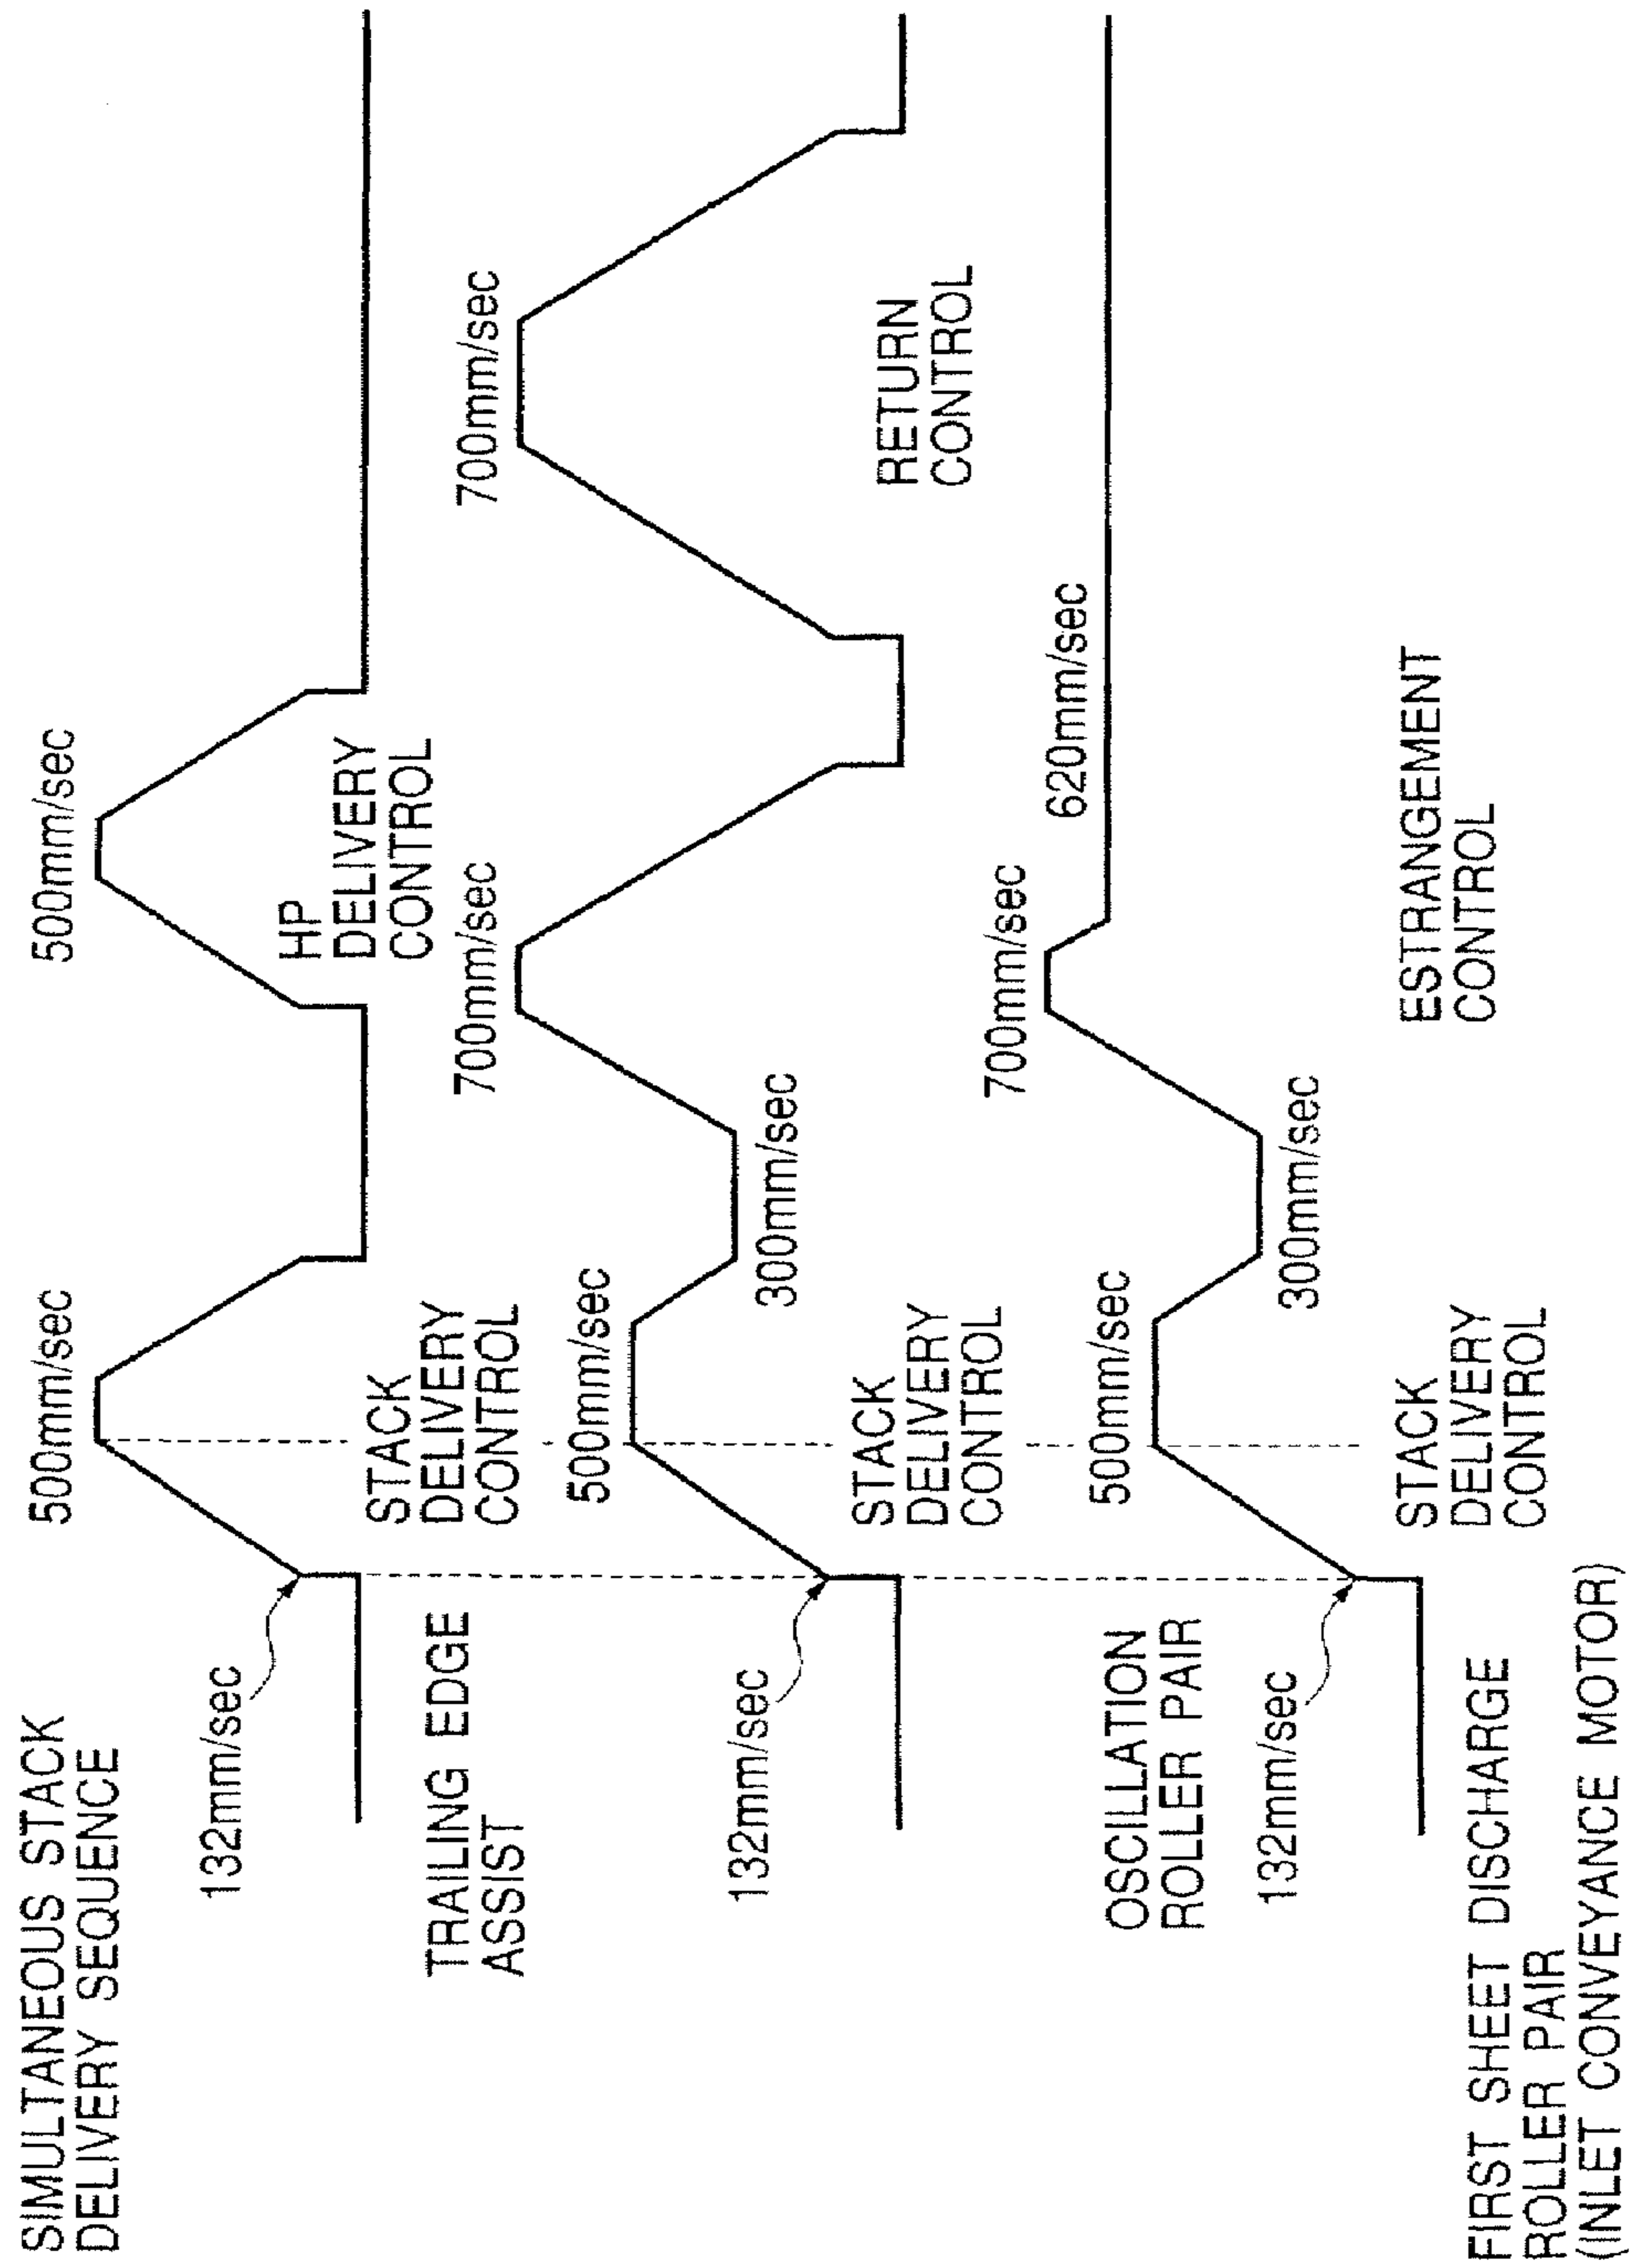 SIMULTANEOUS STACK
DELIVERY SEQUENCE
500mm/sec
500mm/sec
132mm/sec
HP
DELIVERY
CONTROL
STACK
DELIVERY
CONTROL
TRAILING EDGE
ASSIST
700mm/sec
700mm/sec
500mm/sec
300mm/sec
132mm/sec
RETURN
CONTROL
STACK
DELIVERY
CONTROL
OSCILLATION
ROLLER PAIR
700mm/sec
620mm/sec
500mm/sec
300mm/sec
132mm/sec
ESTRANGEMENT
CONTROL
STACK
DELIVERY
CONTROL
FIRST SHEET DISCHARGE
ROLLER PAIR
(INLET CONVEYANCE MOTOR)